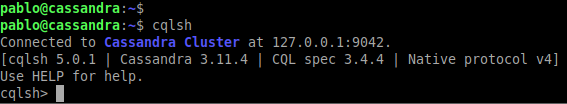 pablo@cassandra:~$
pablo@cassandra:~$ cqlsh
Connected to Cassandra Cluster at 127.0.0.1:9042.
[cqlsh 5.0.1 | Cassandra 3.11.4 | CQL spec 3.4.4 | Native protocol v4]
Use HELP for help.
cqlsh>